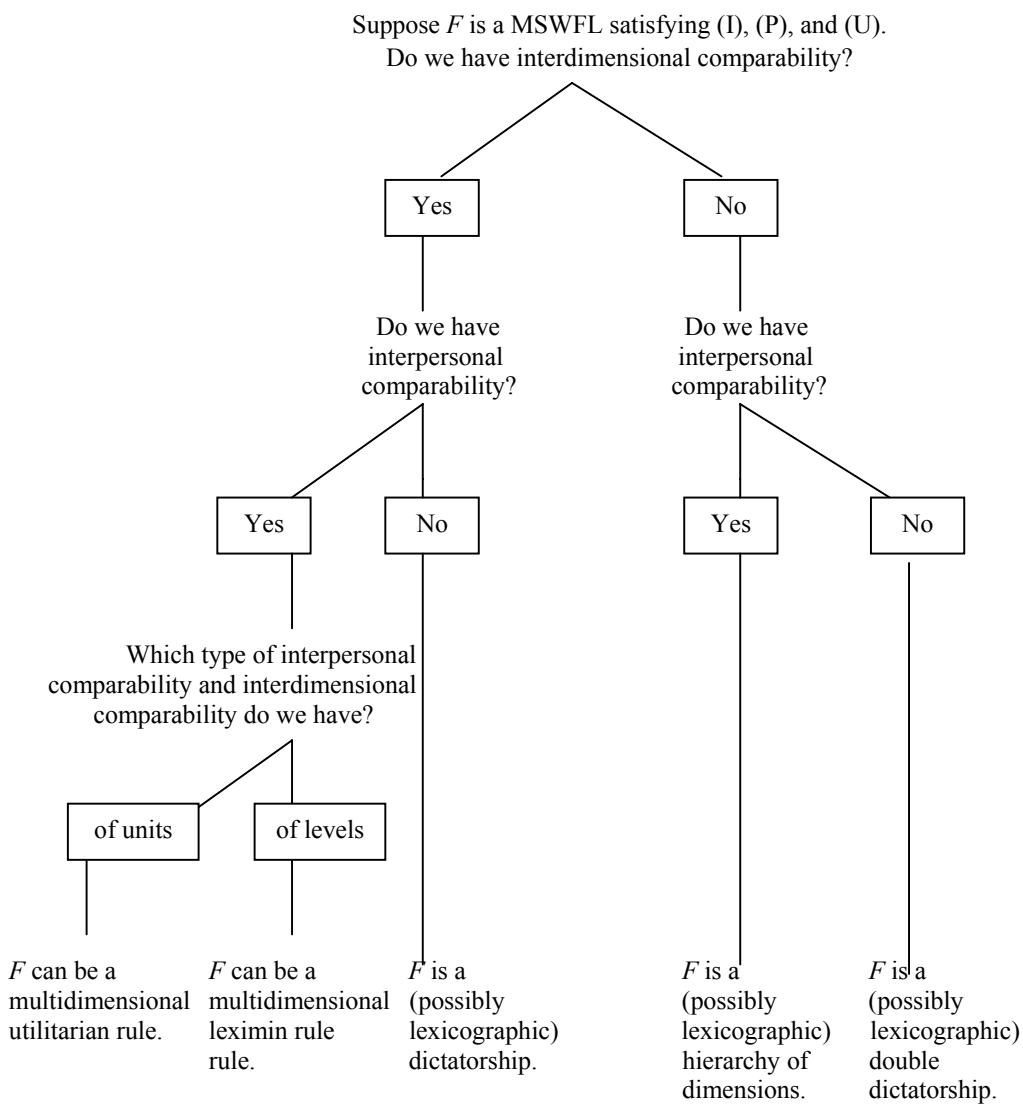 Suppose F is a MSWFL satisfying (I), (P), and (U).
Do we have interdimensional comparability?
Yes
No
Do we have
interpersonal
comparability?
Do we have
interpersonal
comparability?
Yes
No
Yes
No
Which type of interpersonal
comparability and interdimensional
comparability do we have?
of units
of levels
F can be a
multidimensional
utilitarian rule.
F can be a
multidimensional
leximin rule
rule.
F is a
(possibly
lexicographic)
dictatorship.
F is a
(possibly
lexicographic)
hierarchy of
dimensions.
F is a
(possibly
lexicographic)
double
dictatorship.